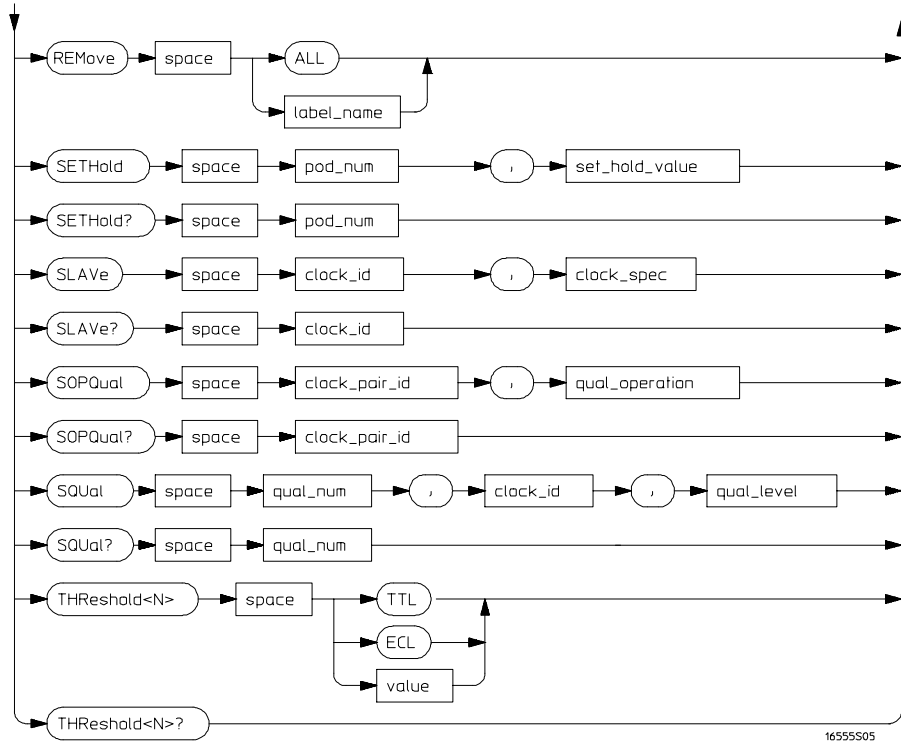 REMove space ALL
label_name
SETHold space pod_num , set_hold_value
SETHold? space pod_num
SLAVe space clock_id , clock_spec
SLAVe? space clock_id
SOPQual space clock_pair_id , qual_operation
SOPQual? space clock_pair_id
SQUal space qual_num , clock_id , qual_level
SQUal? space qual_num
THReshold<N> space TTL
ECL
value
THReshold<N>?
16555S05